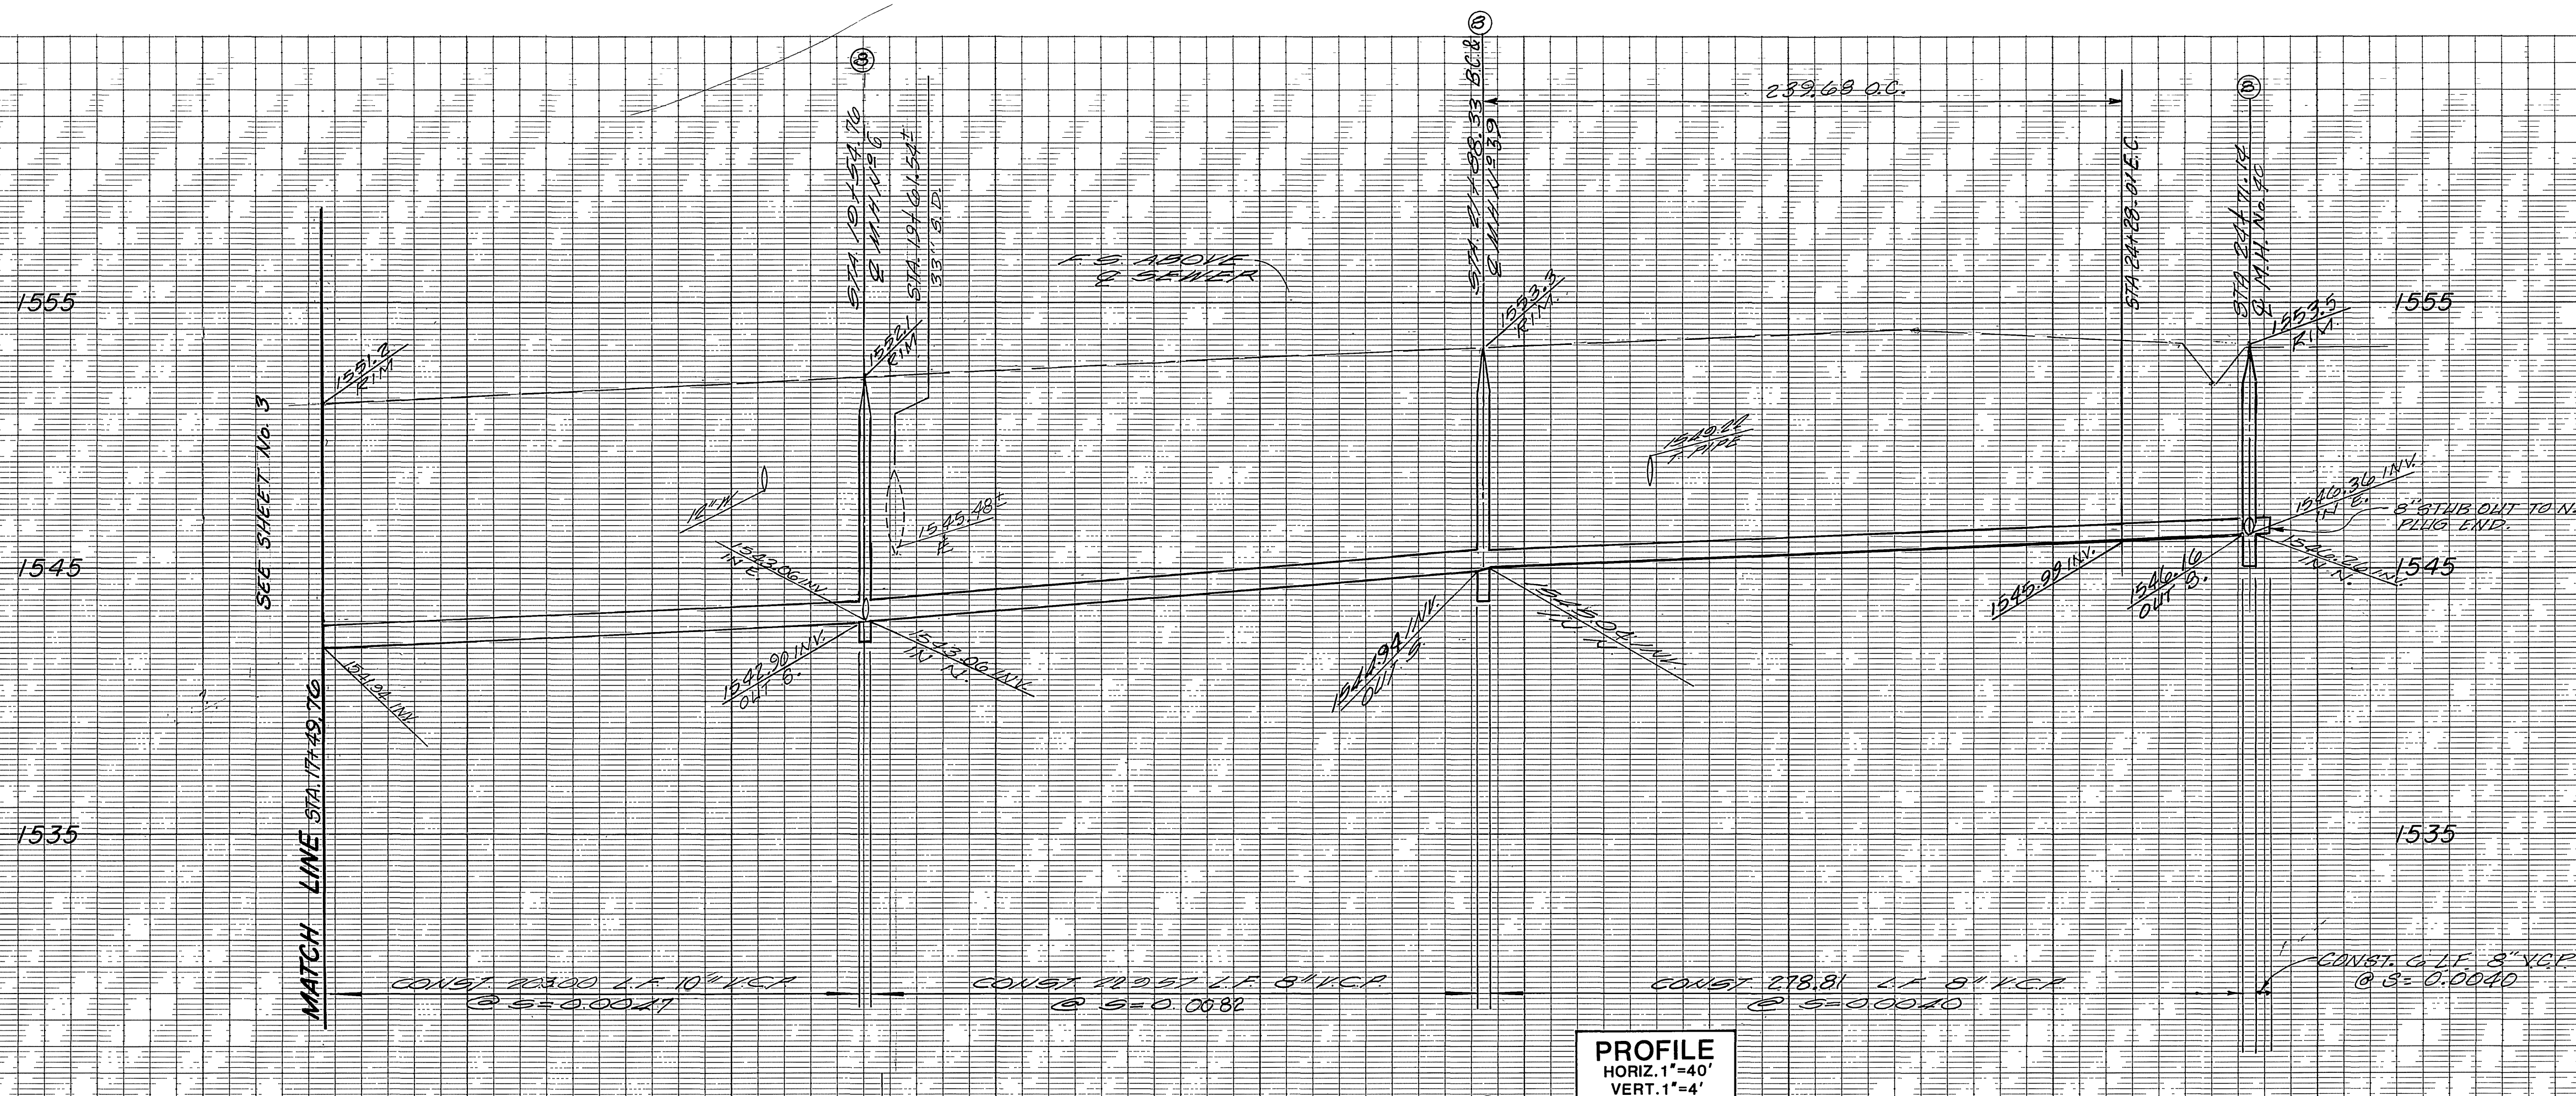 8
8
8
STA. 19+54.76
₵ M.H. Nº 6
STA. 19+61.54±
33" S.D.
STA. 21+88.33 B.C. &
₵ M.H. Nº 39
239.68 O.C.
STA 24+28.01 E.C.
STA 24+71.14
₵ M.H. No. 40
F.S. ABOVE
₵ SEWER
1555
1555
1551.2
RIM
1552.1
RIM
1553.3
RIM.
1553.5
RIM.
SEE SHEET No. 3
12" W
1545.48±
1549.24
T. PIPE
1546.36 INV.
IN E.
8" STUB OUT TO N.
PLUG END.
1545
1545
1543.06 INV.
IN E.
1542.90 INV.
OUT S.
1543.06 INV.
IN N.
1544.94 INV.
OUT S.
1545.04 INV.
1545.99 INV.
1546.16
OUT S.
1546.26 INV.
IN N.
1541.94 INV.
1535
1535
MATCH LINE STA. 17+49.76
CONST. 203.00 L.F. 10" V.C.P.
@ S=0.0047
CONST. 229.57 L.F. 8" V.C.P.
@ S=0.0082
CONST. 278.81 L.F. 8" V.C.P.
@ S=0.0040
CONST. 6 L.F. 8" V.C.P.
@ S=0.0040
PROFILE
HORIZ. 1"=40'
VERT. 1"=4'